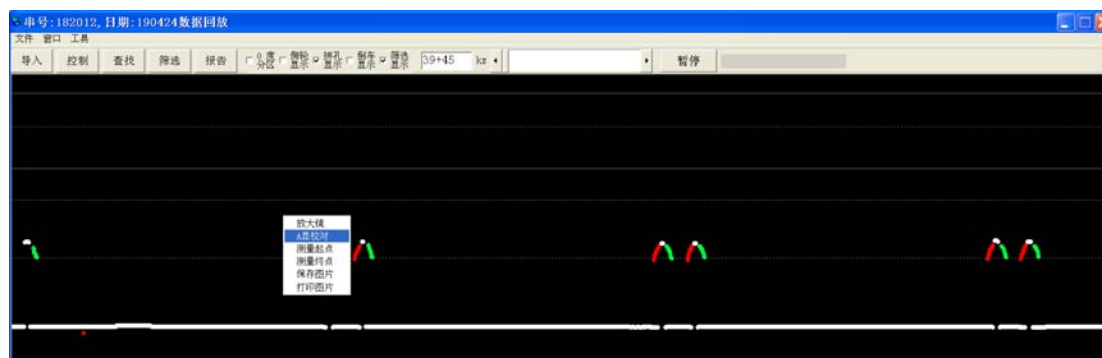 串号:182012, 日期:190424数据回放
文件 窗口 工具
导入 控制 查找 筛选 报告 0度分区 侧轮显示 拼孔显示 倒车显示 筛选显示 39+45 km 暂停
放大镜
A显校对
测量起点
测量终点
保存图片
打印图片